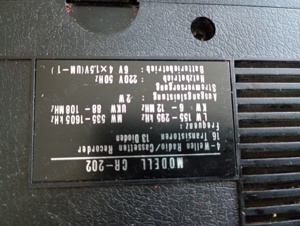 MODELL CR-202
4-Wellen Radio/Cassetten Recorder
16 Transistoren 13 Dioden
Frequenz:
LW 155-295 kHz MW 535-1605 kHz
KW 6-12 MHz UKW 88-108 MHz
Ausgangsleistung : 2W
Stromversorgung
Netzbetrieb : 220V 50Hz
Batteriebetrieb : 6V 4×1.5V(UM-1)